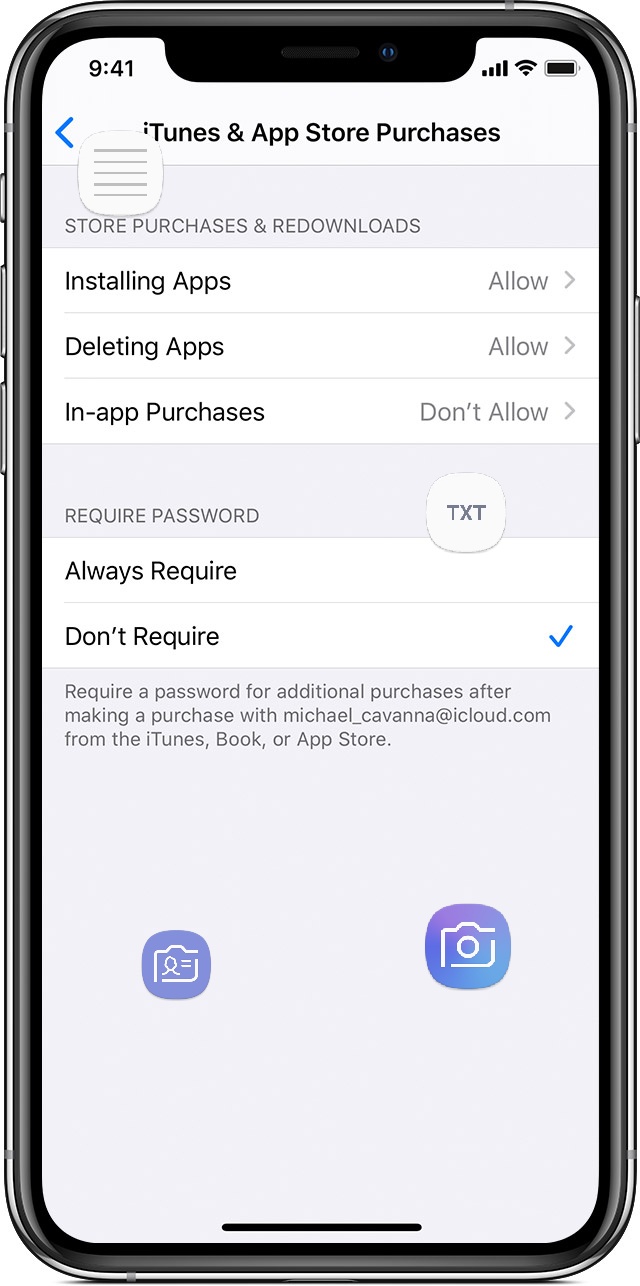 9:41
iTunes & App Store Purchases
STORE PURCHASES & REDOWNLOADS
Installing Apps Allow
Deleting Apps Allow
In-app Purchases Don’t Allow
REQUIRE PASSWORD
TXT
Always Require
Don’t Require
Require a password for additional purchases after
making a purchase with michael_cavanna@icloud.com
from the iTunes, Book, or App Store.